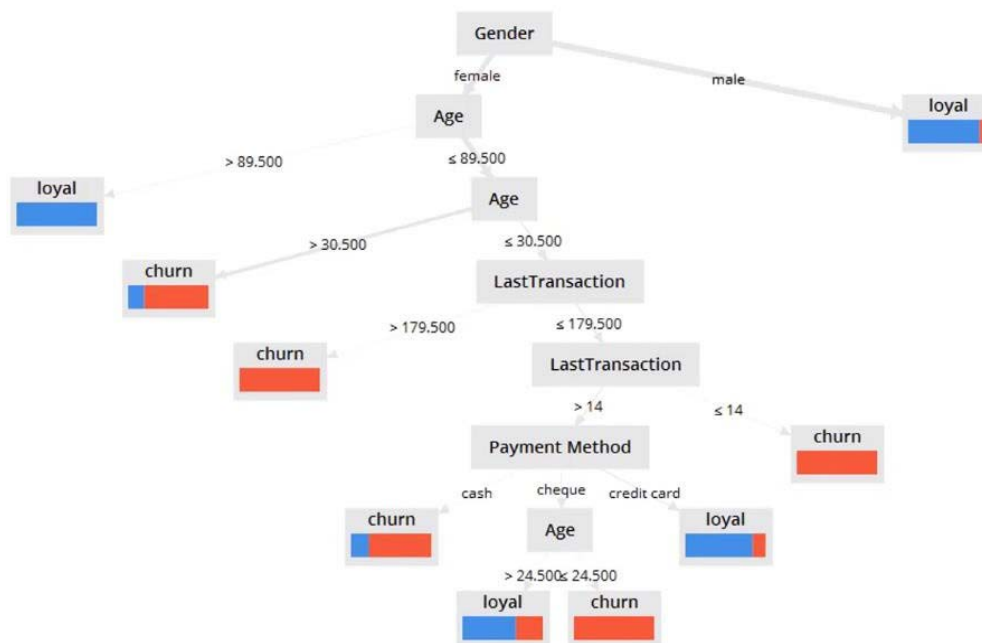 Gender
female
male
Age
loyal
> 89.500
≤ 89.500
loyal
Age
> 30.500
≤ 30.500
churn
LastTransaction
> 179.500
≤ 179.500
churn
LastTransaction
> 14
≤ 14
Payment Method
churn
cash
cheque
credit card
churn
Age
loyal
> 24.500
≤ 24.500
loyal
churn